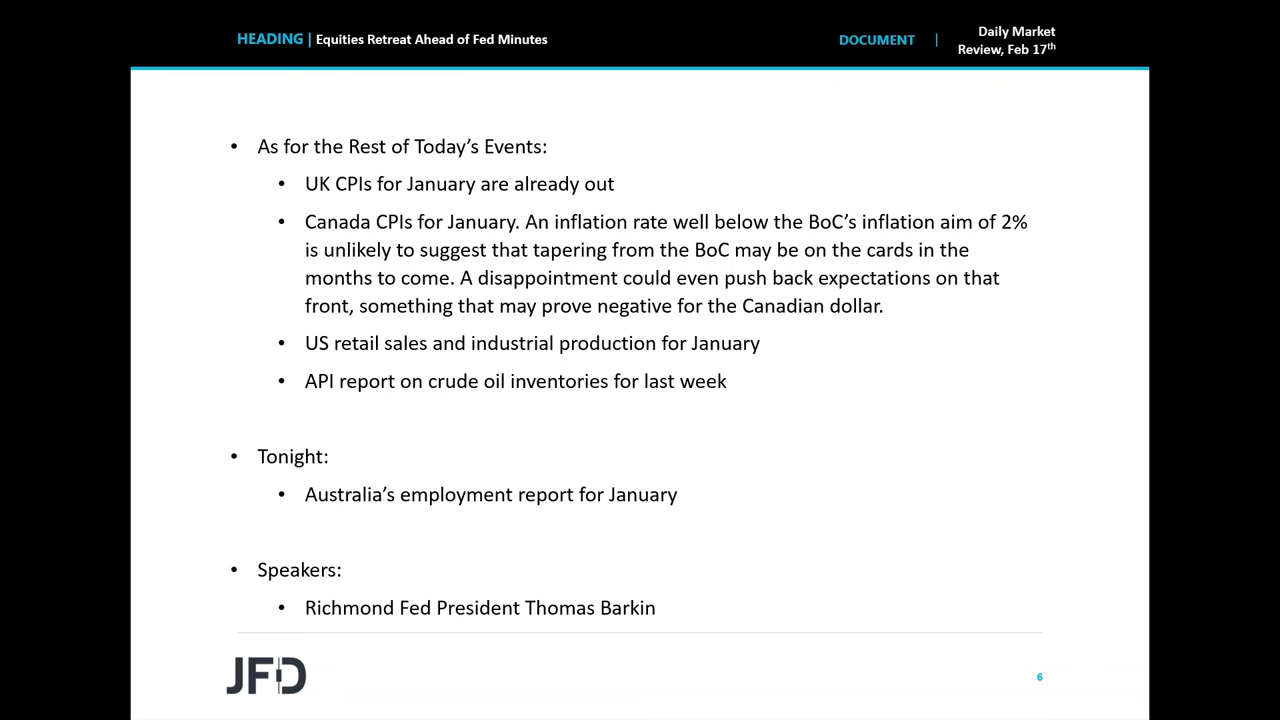 HEADING | Equities Retreat Ahead of Fed Minutes
DOCUMENT | Daily Market
Review, Feb 17th
• As for the Rest of Today’s Events:
• UK CPIs for January are already out
• Canada CPIs for January. An inflation rate well below the BoC’s inflation aim of 2%
is unlikely to suggest that tapering from the BoC may be on the cards in the
months to come. A disappointment could even push back expectations on that
front, something that may prove negative for the Canadian dollar.
• US retail sales and industrial production for January
• API report on crude oil inventories for last week
• Tonight:
• Australia’s employment report for January
• Speakers:
• Richmond Fed President Thomas Barkin
JFD
6